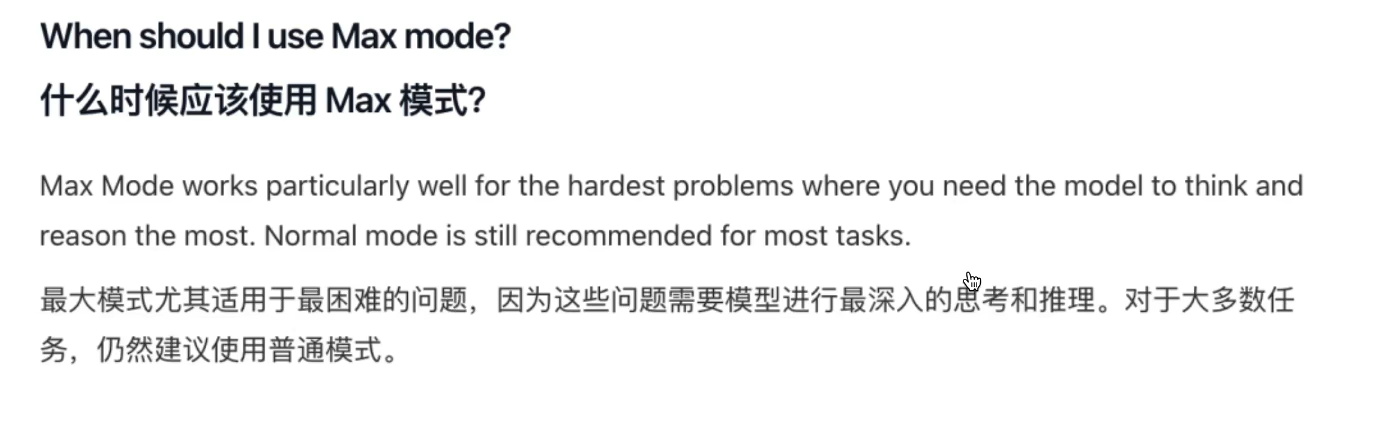 When should I use Max mode?
什么时候应该使用 Max 模式?
Max Mode works particularly well for the hardest problems where you need the model to think and
reason the most. Normal mode is still recommended for most tasks.
最大模式尤其适用于最困难的问题，因为这些问题需要模型进行最深入的思考和推理。对于大多数任
务，仍然建议使用普通模式。